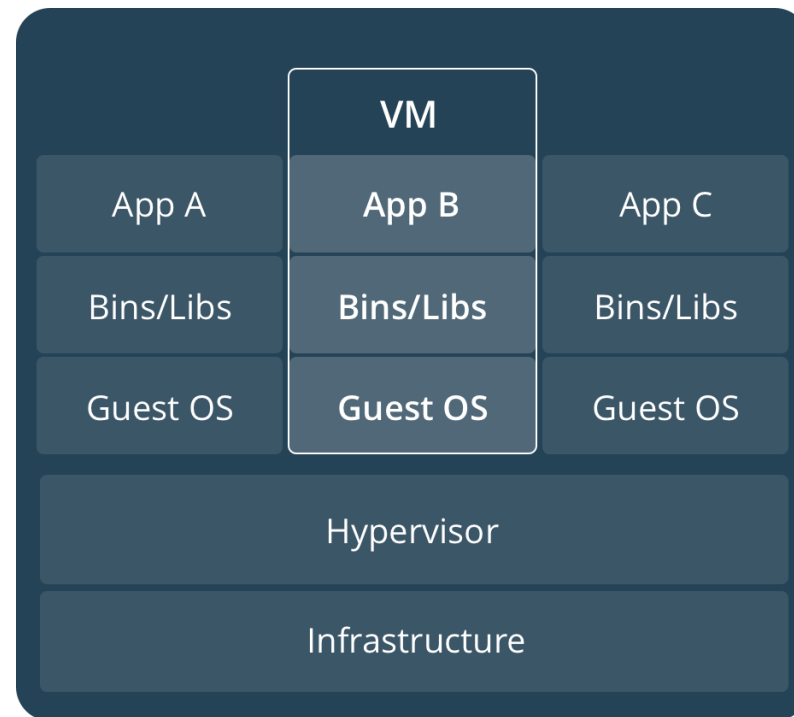 VM
App A
App B
App C
Bins/Libs
Bins/Libs
Bins/Libs
Guest OS
Guest OS
Guest OS
Hypervisor
Infrastructure